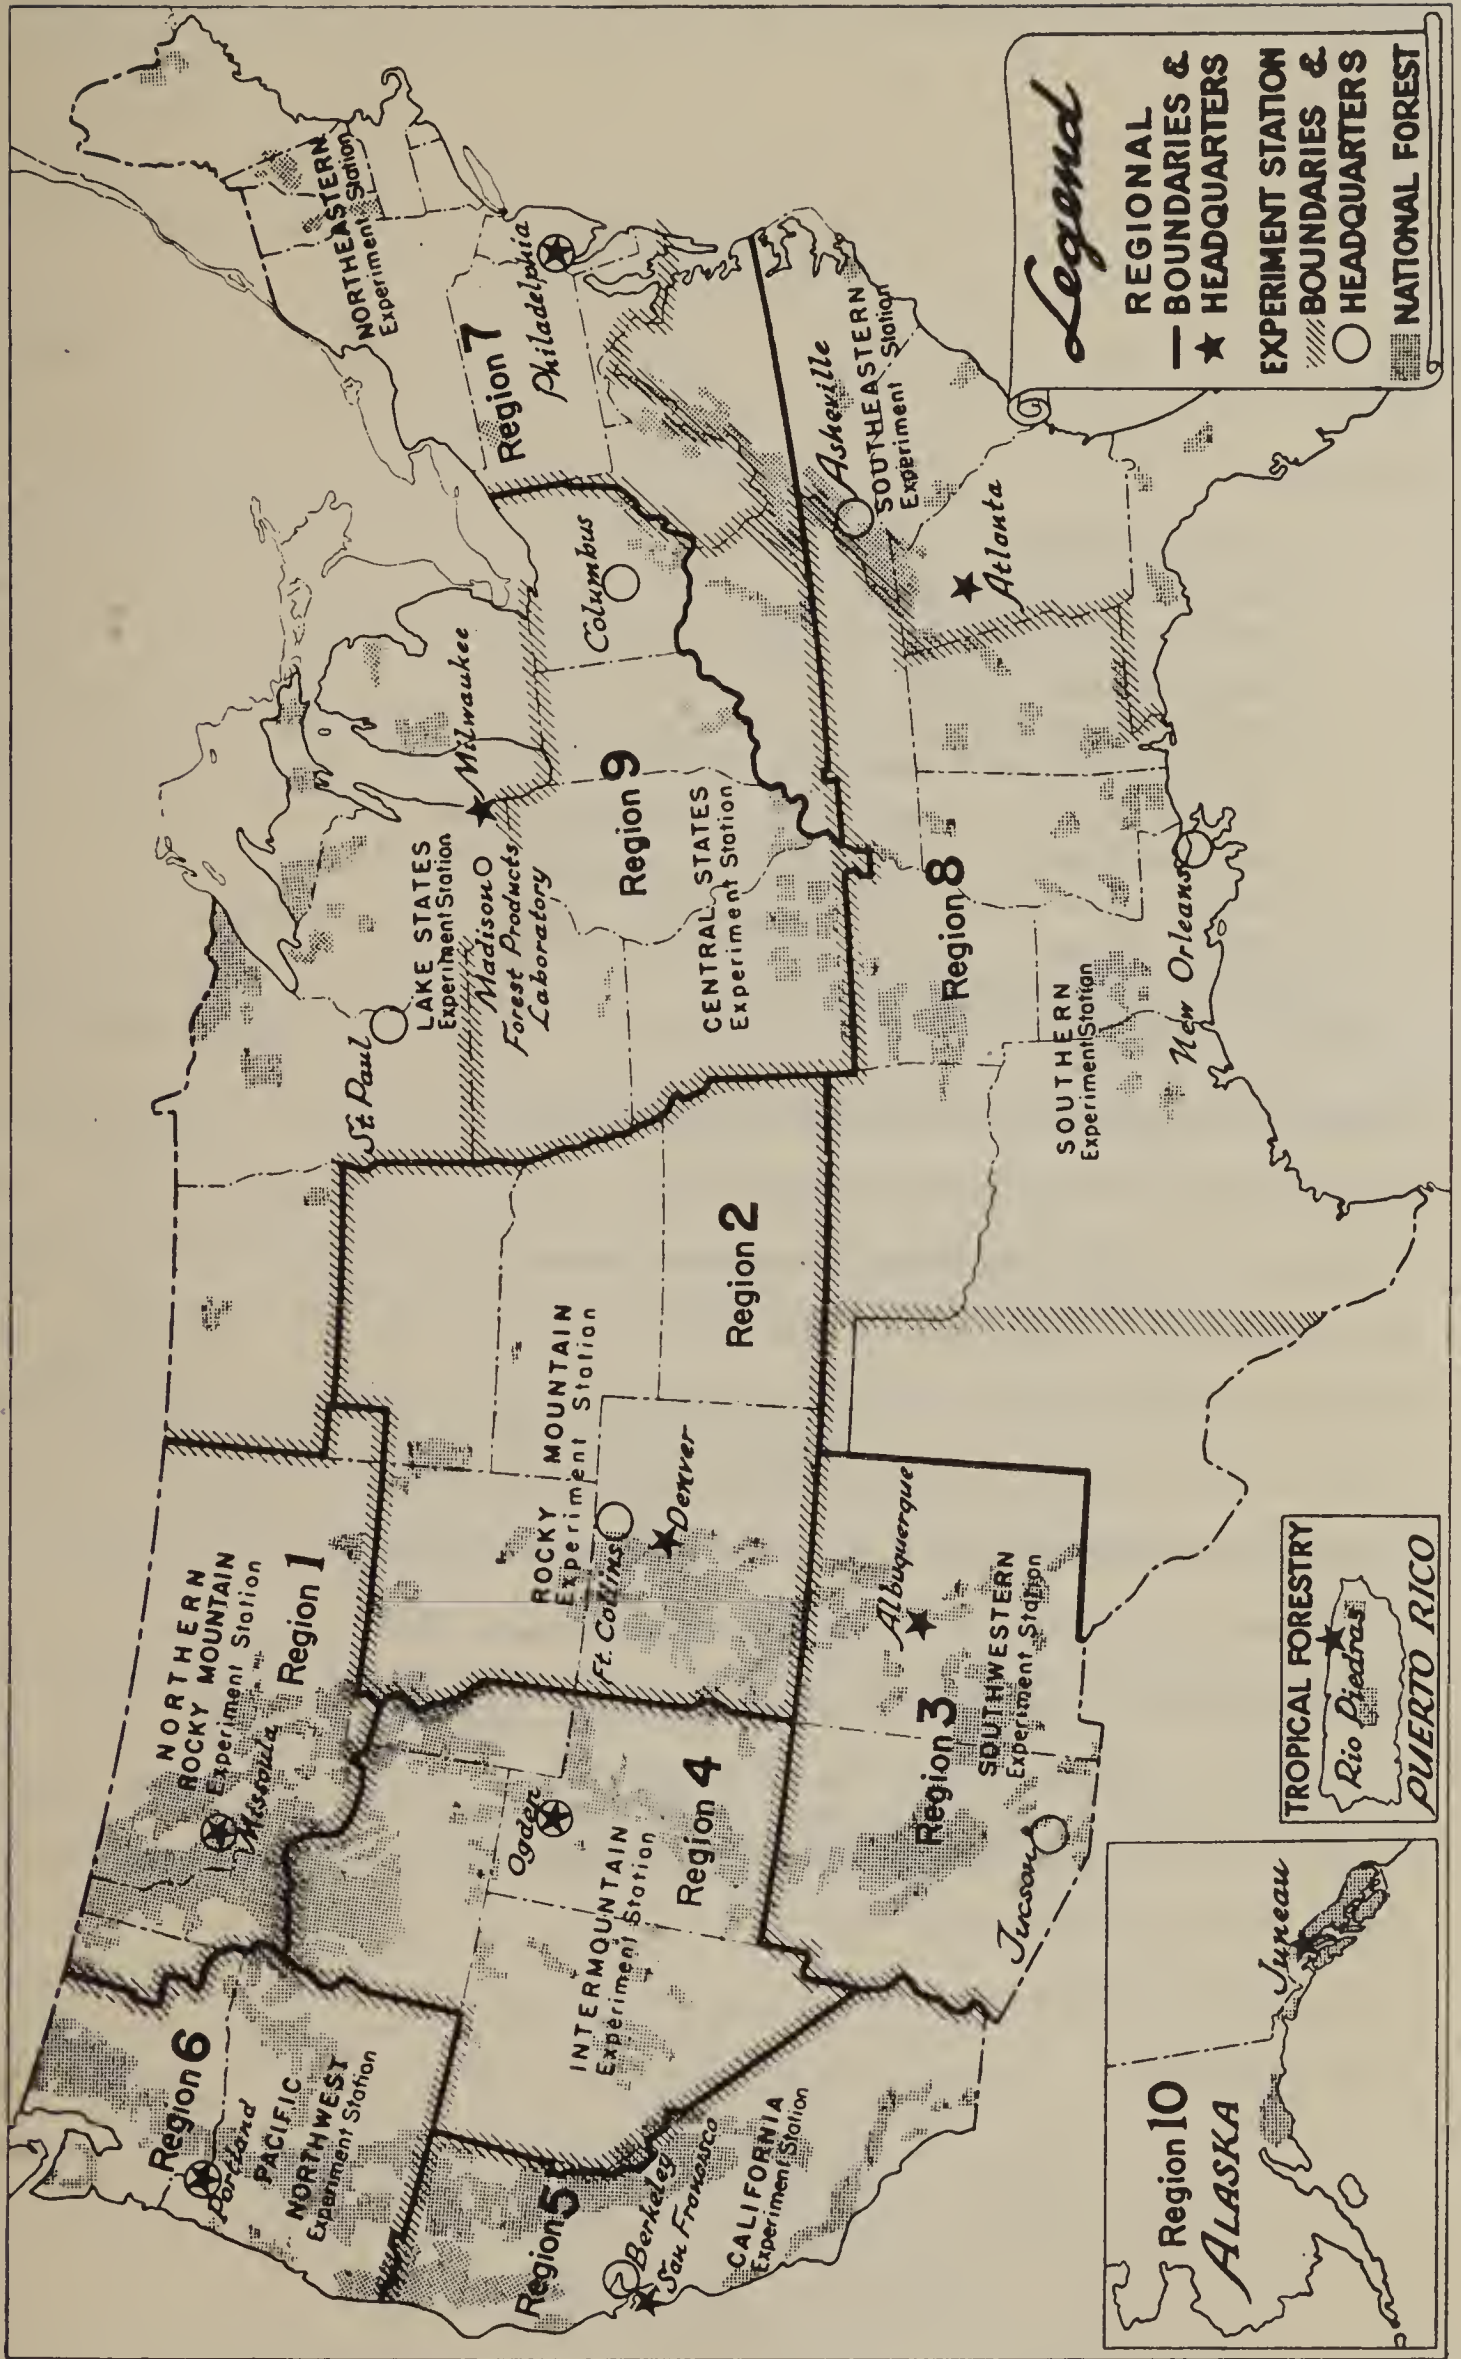 Region 6
Portland
PACIFIC
NORTHWEST
Experiment Station
NORTHERN
ROCKY MOUNTAIN
Experiment Station
Missoula
Region 1
Region 5
Berkeley
San Francisco
CALIFORNIA
Experiment Station
INTERMOUNTAIN
Experiment Station
Ogden
Region 4
ROCKY MOUNTAIN
Experiment Station
Ft. Collins
Denver
Region 2
Region 3
Albuquerque
SOUTHWESTERN
Experiment Station
Tucson
St. Paul
LAKE STATES
Experiment Station
Madison
Forest Products
Laboratory
Milwaukee
Region 9
CENTRAL STATES
Experiment Station
Columbus
Region 7
Philadelphia
NORTHEASTERN
Experiment Station
Asheville
SOUTHEASTERN
Experiment Station
Atlanta
Region 8
SOUTHERN
Experiment Station
New Orleans
Region 10
ALASKA
Juneau
TROPICAL FORESTRY
Rio Piedras
PUERTO RICO
Legend
REGIONAL
BOUNDARIES &
HEADQUARTERS
EXPERIMENT STATION
BOUNDARIES &
HEADQUARTERS
NATIONAL FOREST